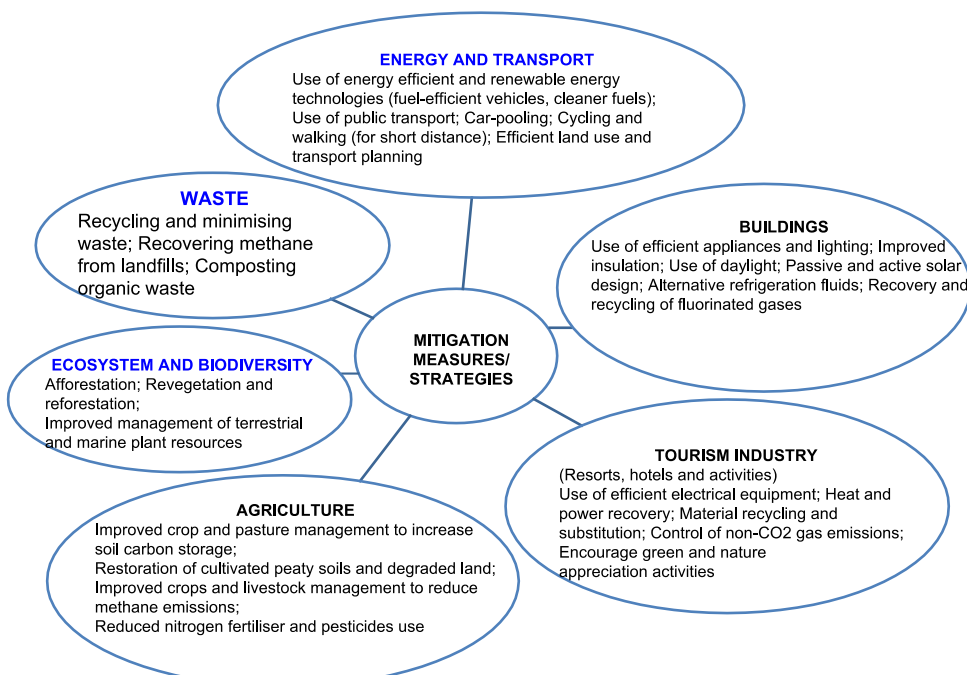 ENERGY AND TRANSPORT
Use of energy efficient and renewable energy
technologies (fuel-efficient vehicles, cleaner fuels);
Use of public transport; Car-pooling; Cycling and
walking (for short distance); Efficient land use and
transport planning
WASTE
Recycling and minimising
waste; Recovering methane
from landfills; Composting
organic waste
BUILDINGS
Use of efficient appliances and lighting; Improved
insulation; Use of daylight; Passive and active solar
design; Alternative refrigeration fluids; Recovery and
recycling of fluorinated gases
MITIGATION
MEASURES/
STRATEGIES
ECOSYSTEM AND BIODIVERSITY
Afforestation; Revegetation and
reforestation;
Improved management of terrestrial
and marine plant resources
TOURISM INDUSTRY
(Resorts, hotels and activities)
Use of efficient electrical equipment; Heat and
power recovery; Material recycling and
substitution; Control of non-CO2 gas emissions;
Encourage green and nature
appreciation activities
AGRICULTURE
Improved crop and pasture management to increase
soil carbon storage;
Restoration of cultivated peaty soils and degraded land;
Improved crops and livestock management to reduce
methane emissions;
Reduced nitrogen fertiliser and pesticides use